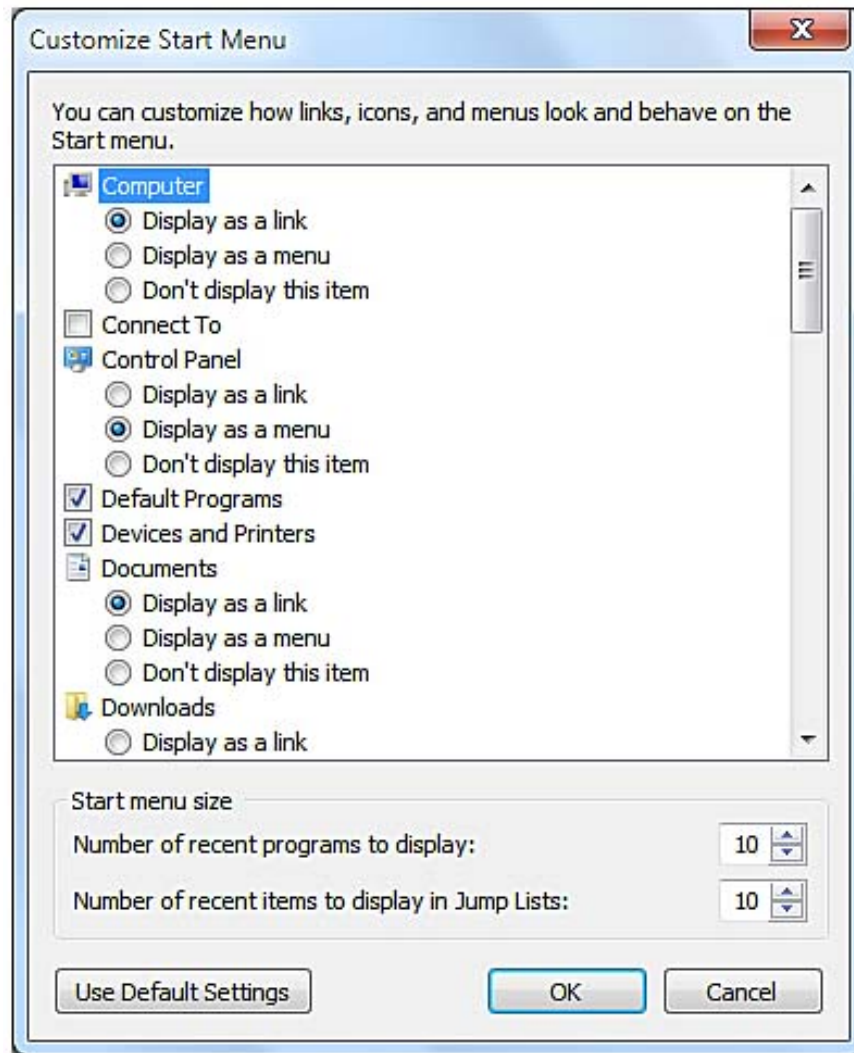 Customize Start Menu
You can customize how links, icons, and menus look and behave on the
Start menu.
Computer
Display as a link
Display as a menu
Don't display this item
Connect To
Control Panel
Display as a link
Display as a menu
Don't display this item
Default Programs
Devices and Printers
Documents
Display as a link
Display as a menu
Don't display this item
Downloads
Display as a link
Start menu size
Number of recent programs to display: 10
Number of recent items to display in Jump Lists: 10
Use Default Settings OK Cancel